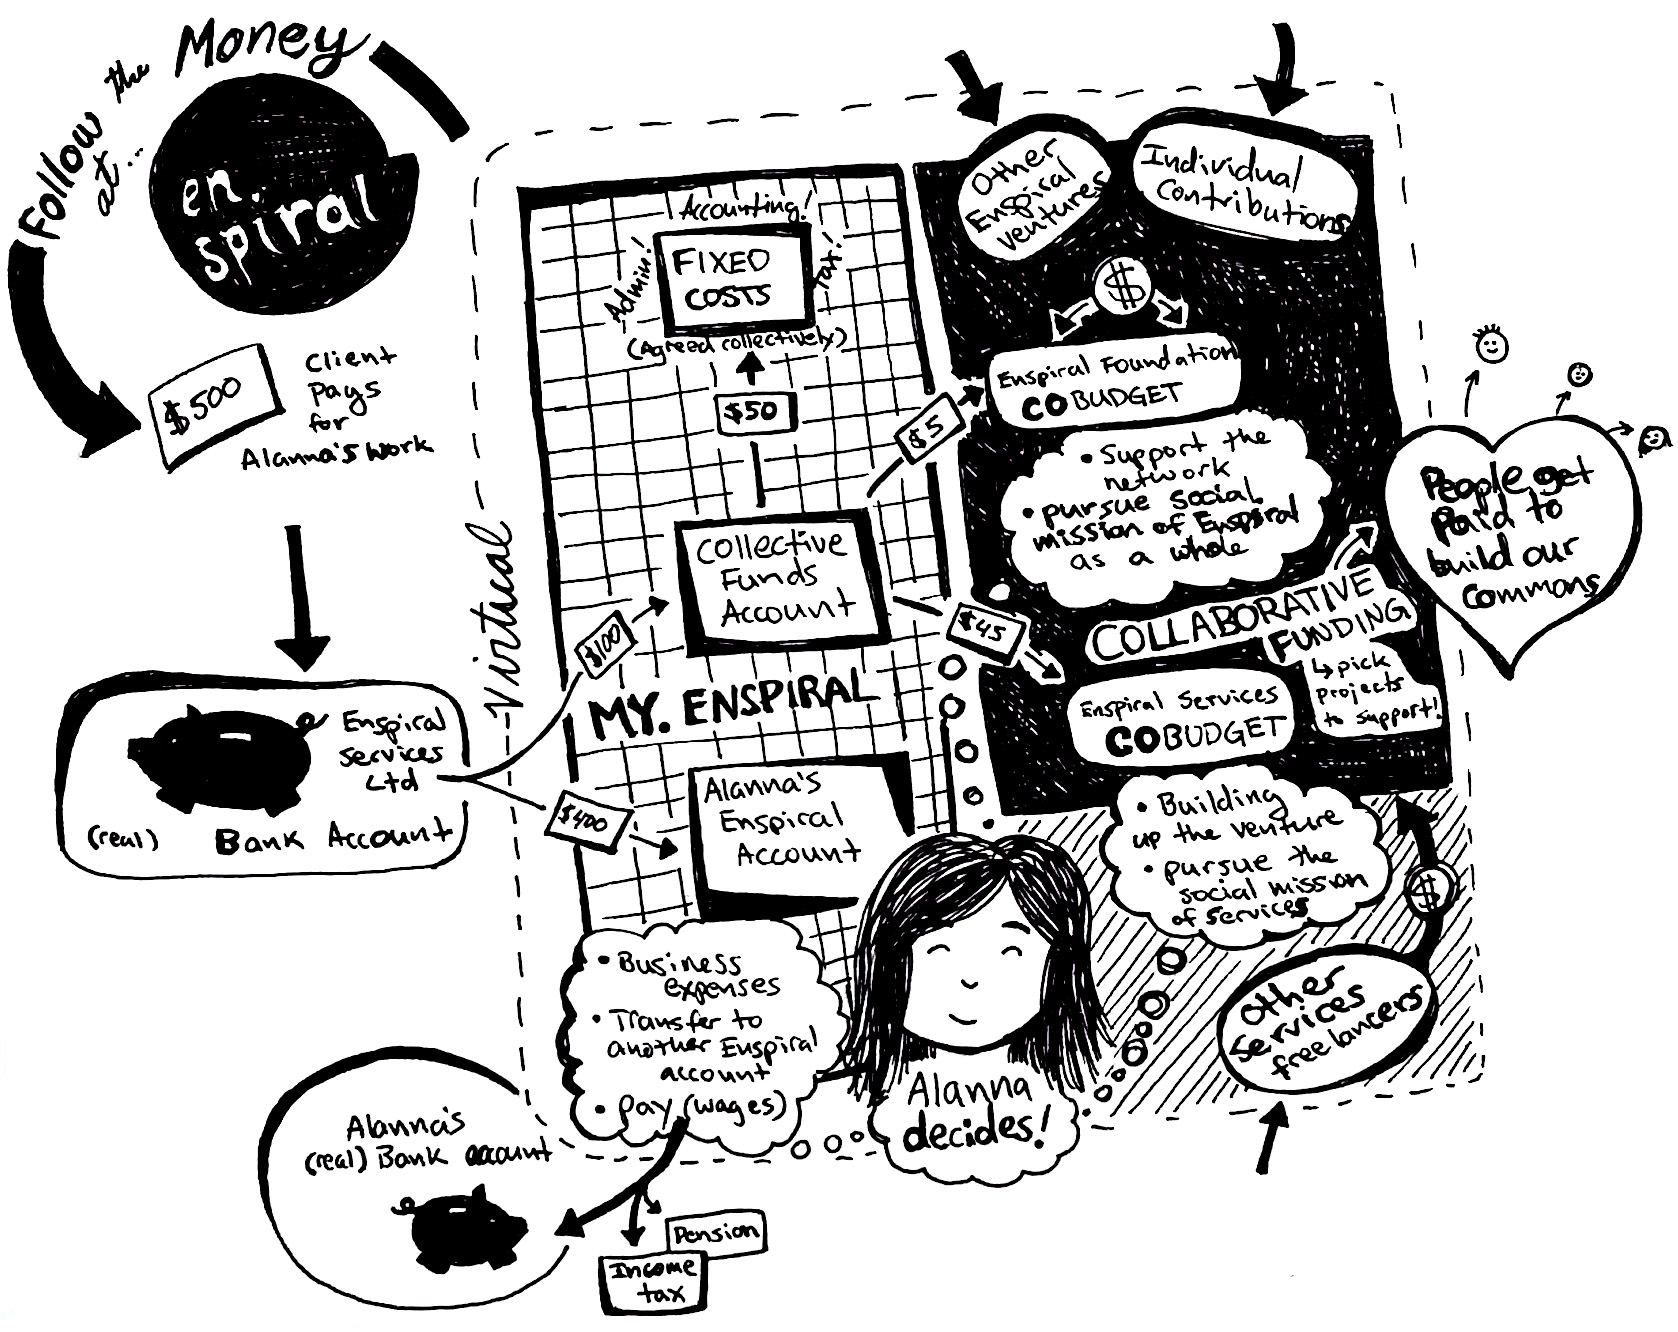 Follow the Money
at...
en.
spiral
$500
Client
Pays
for
Alanna's work
Enspiral
Services
Ltd
(real) Bank Account
Virtual
$100
$400
Accounting!
Admin!
Tax!
FIXED
COSTS
(Agreed collectively)
$50
Collective
Funds
Account
MY. ENSPIRAL
Alanna's
Enspiral
Account
$5
$45
Other
Enspiral
ventures
Individual
Contributions
$
Enspiral Foundation
COBUDGET
• Support the
network
• pursue social
mission of Enspiral
as a whole
COLLABORATIVE
FUNDING
↳ pick
projects
to support!
People get
Paid to
build our
commons
Enspiral Services
COBUDGET
• Building
up the venture
• pursue the
social mission
of Services
$
Other
Services
freelancers
• Business
expenses
• Transfer to
another Enspiral
account
• Pay (wages)
Alanna
decides!
Alanna's
(real) Bank account
Pension
Income
tax